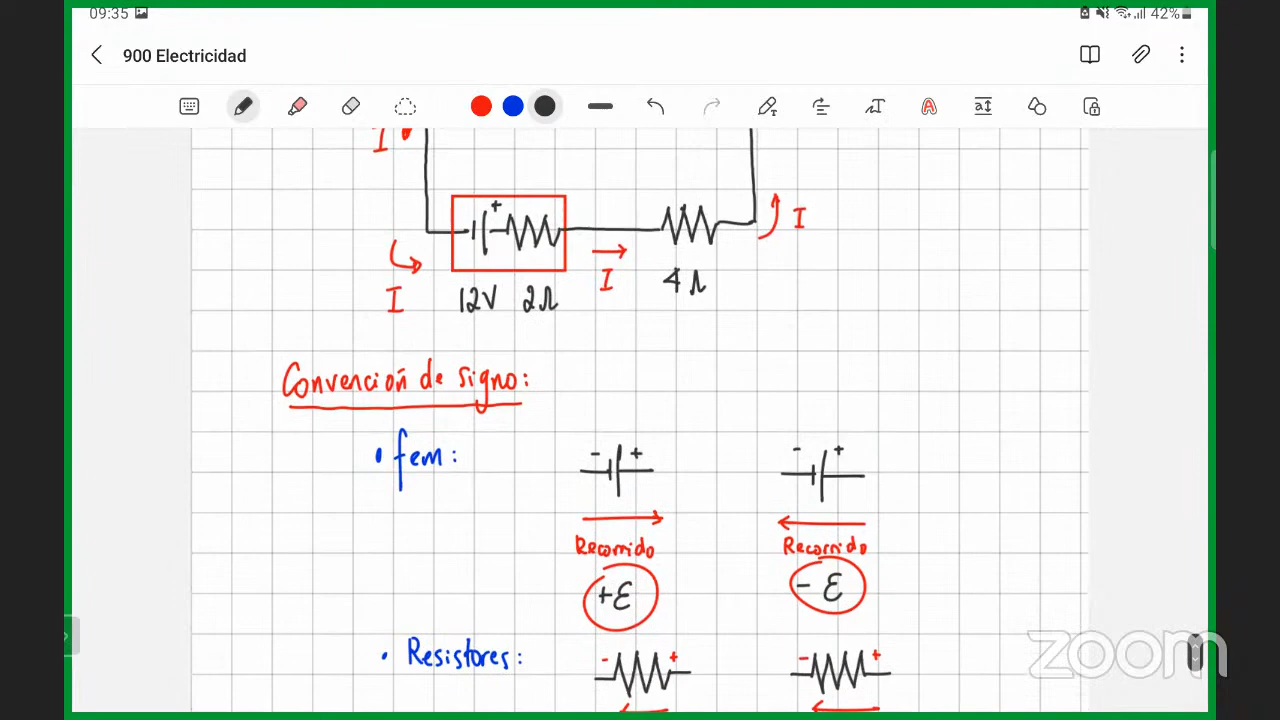 09:35 42%
900 Electricidad
I
+ I
I I
12V 2Ω 4Ω
Convención de signo:
• fem: - + - +
Recorrido Recorrido
+ε - ε
• Resistores: - + - +
zoom